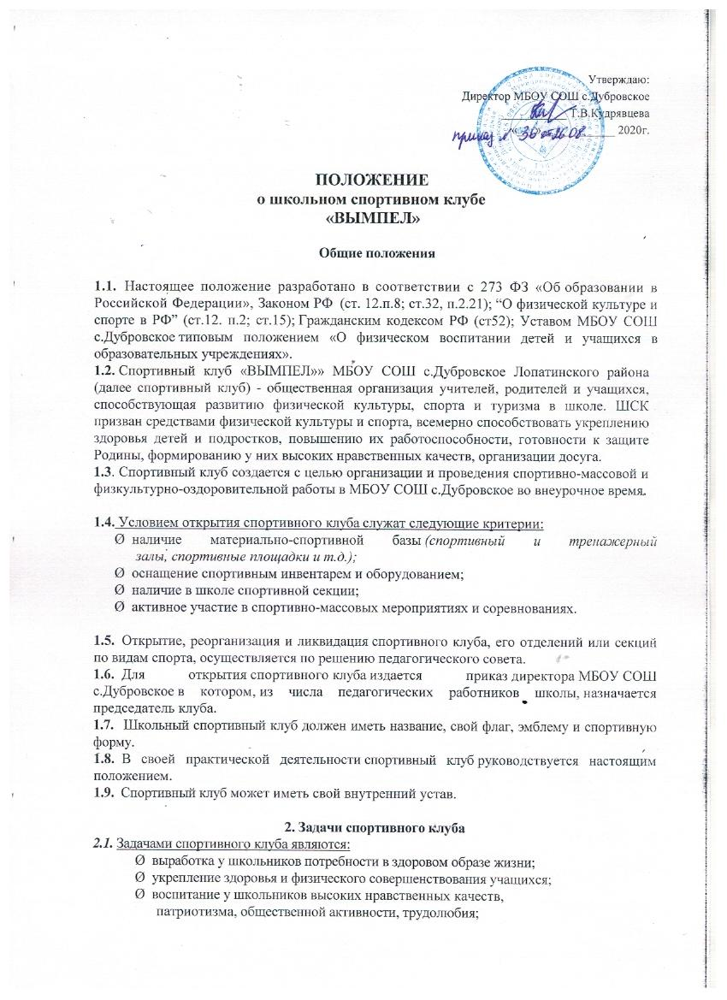 Утверждаю:
Директор МБОУ СОШ с.Дубровское
Т.В.Кудрявцева
приказ № 36 от 26 08 2020г.
ПОЛОЖЕНИЕ
о школьном спортивном клубе
«ВЫМПЕЛ»
Общие положения
1.1. Настоящее положение разработано в соответствии с 273 ФЗ «Об образовании в
Российской Федерации», Законом РФ (ст. 12.п.8; ст.32, п.2.21); “О физической культуре и
спорте в РФ” (ст.12. п.2; ст.15); Гражданским кодексом РФ (ст52); Уставом МБОУ СОШ
с.Дубровское типовым положением «О физическом воспитании детей и учащихся в
образовательных учреждениях».
1.2. Спортивный клуб «ВЫМПЕЛ»» МБОУ СОШ с.Дубровское Лопатинского района
(далее спортивный клуб) - общественная организация учителей, родителей и учащихся,
способствующая развитию физической культуры, спорта и туризма в школе. ШСК
призван средствами физической культуры и спорта, всемерно способствовать укреплению
здоровья детей и подростков, повышению их работоспособности, готовности к защите
Родины, формированию у них высоких нравственных качеств, организации досуга.
1.3. Спортивный клуб создается с целью организации и проведения спортивно-массовой и
физкультурно-оздоровительной работы в МБОУ СОШ с.Дубровское во внеурочное время.
1.4. Условием открытия спортивного клуба служат следующие критерии:
Ø наличие материально-спортивной базы (спортивный и тренажерный
залы, спортивные площадки и т.д.);
Ø оснащение спортивным инвентарем и оборудованием;
Ø наличие в школе спортивной секции;
Ø активное участие в спортивно-массовых мероприятиях и соревнованиях.
1.5. Открытие, реорганизация и ликвидация спортивного клуба, его отделений или секций
по видам спорта, осуществляется по решению педагогического совета.
1.6. Для открытия спортивного клуба издается приказ директора МБОУ СОШ
с.Дубровское в котором, из числа педагогических работников школы, назначается
председатель клуба.
1.7. Школьный спортивный клуб должен иметь название, свой флаг, эмблему и спортивную
форму.
1.8. В своей практической деятельности спортивный клуб руководствуется настоящим
положением.
1.9. Спортивный клуб может иметь свой внутренний устав.
2. Задачи спортивного клуба
2.1. Задачами спортивного клуба являются:
Ø выработка у школьников потребности в здоровом образе жизни;
Ø укрепление здоровья и физического совершенствования учащихся;
Ø воспитание у школьников высоких нравственных качеств,
патриотизма, общественной активности, трудолюбия;